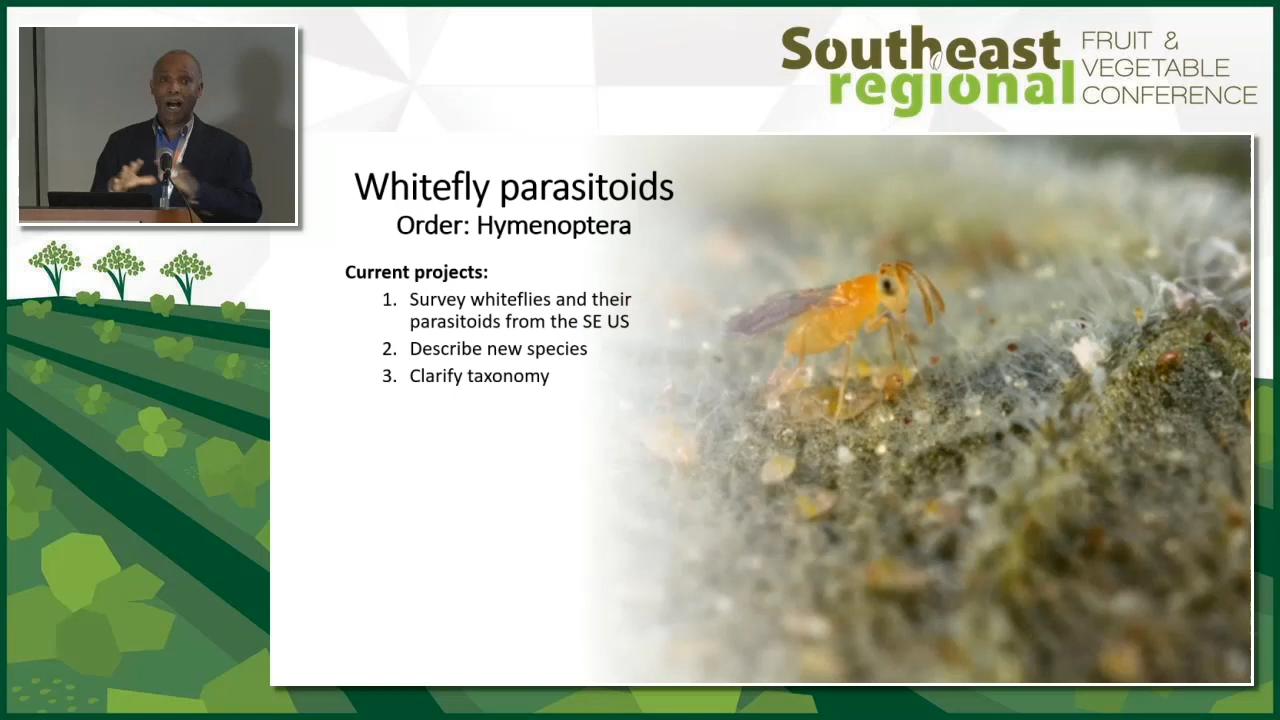 Southeast
regional
FRUIT &
VEGETABLE
CONFERENCE
Whitefly parasitoids
Order: Hymenoptera
Current projects:
1. Survey whiteflies and their
parasitoids from the SE US
2. Describe new species
3. Clarify taxonomy